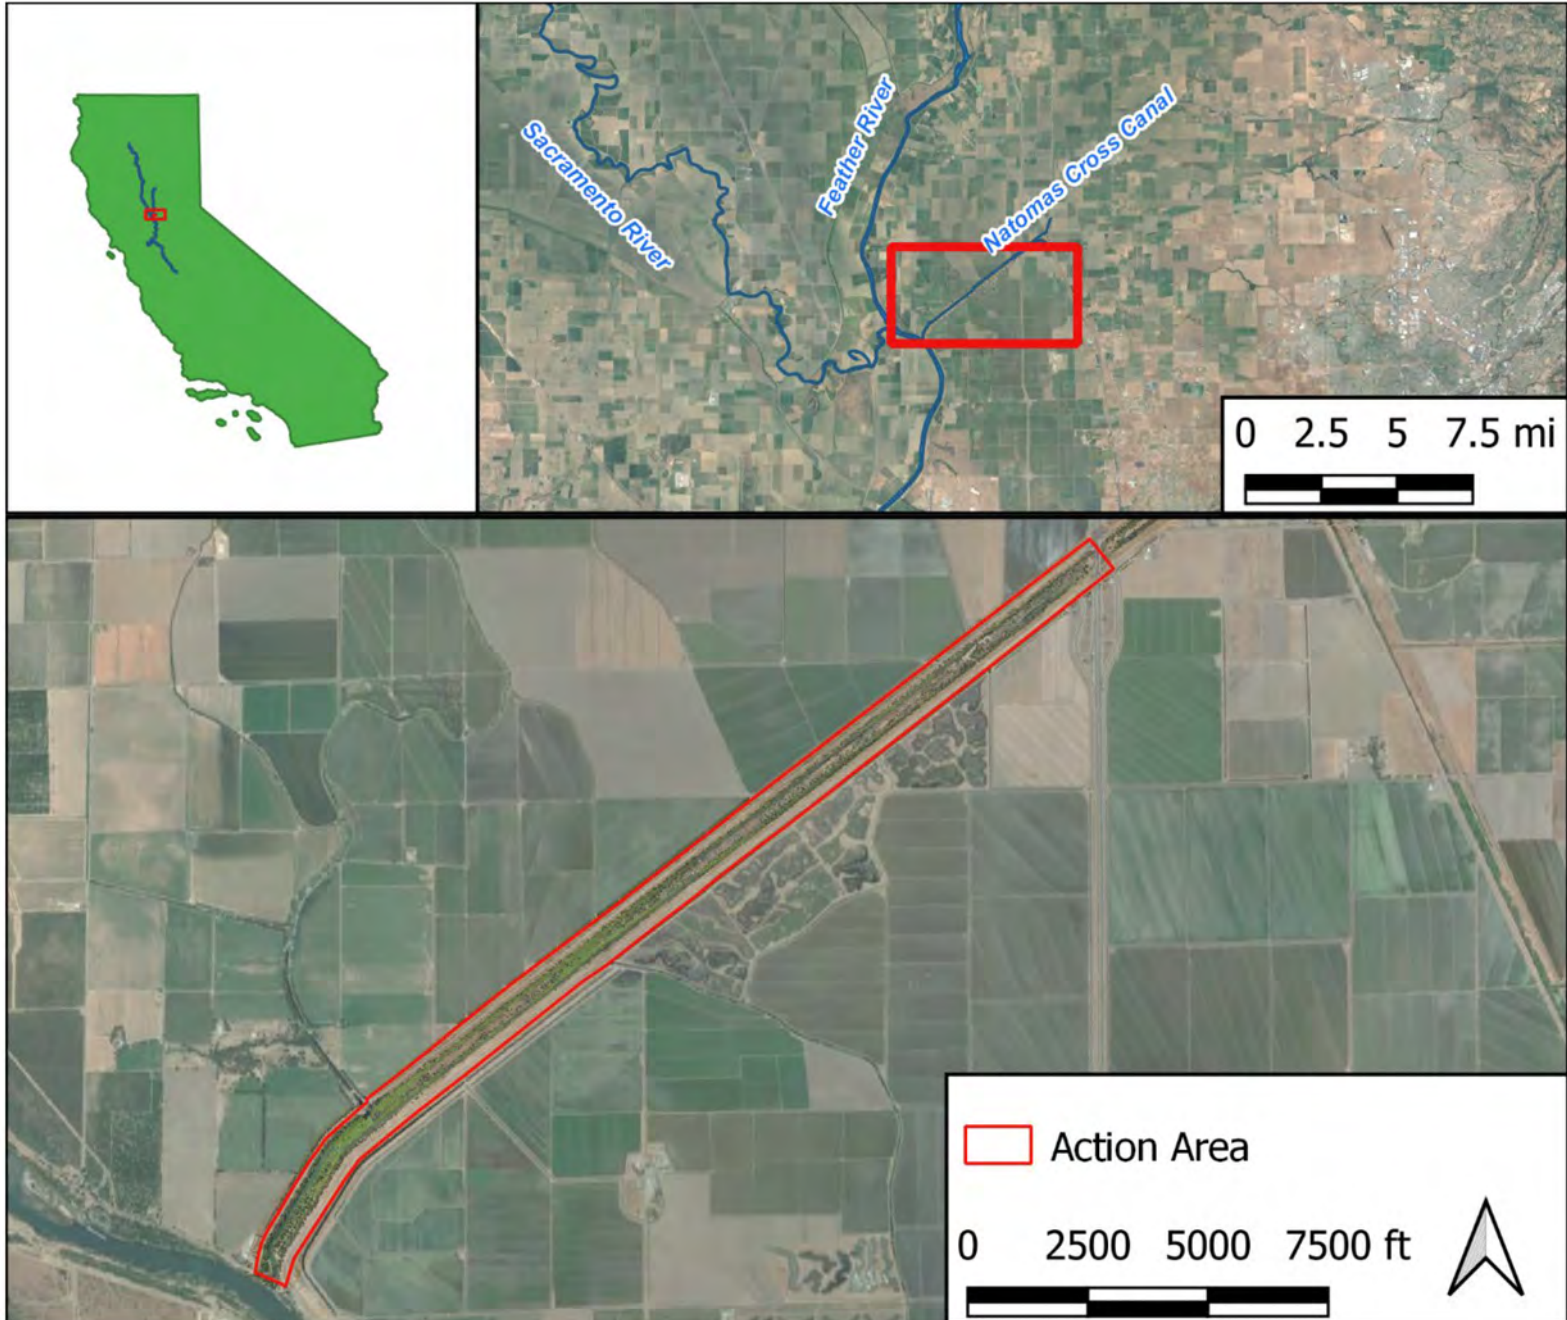 Sacramento River
Feather River
Natomas Cross Canal
0 2.5 5 7.5 mi
Action Area
0 2500 5000 7500 ft